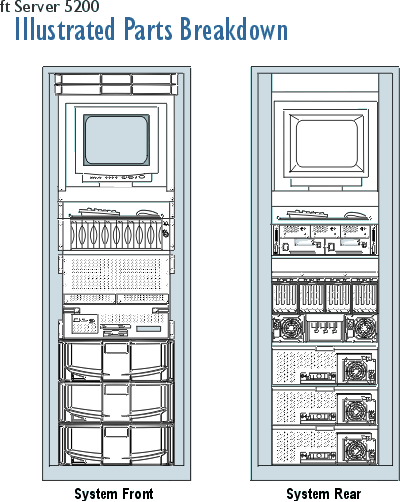 ft Server 5200
Illustrated Parts Breakdown
System Front
System Rear